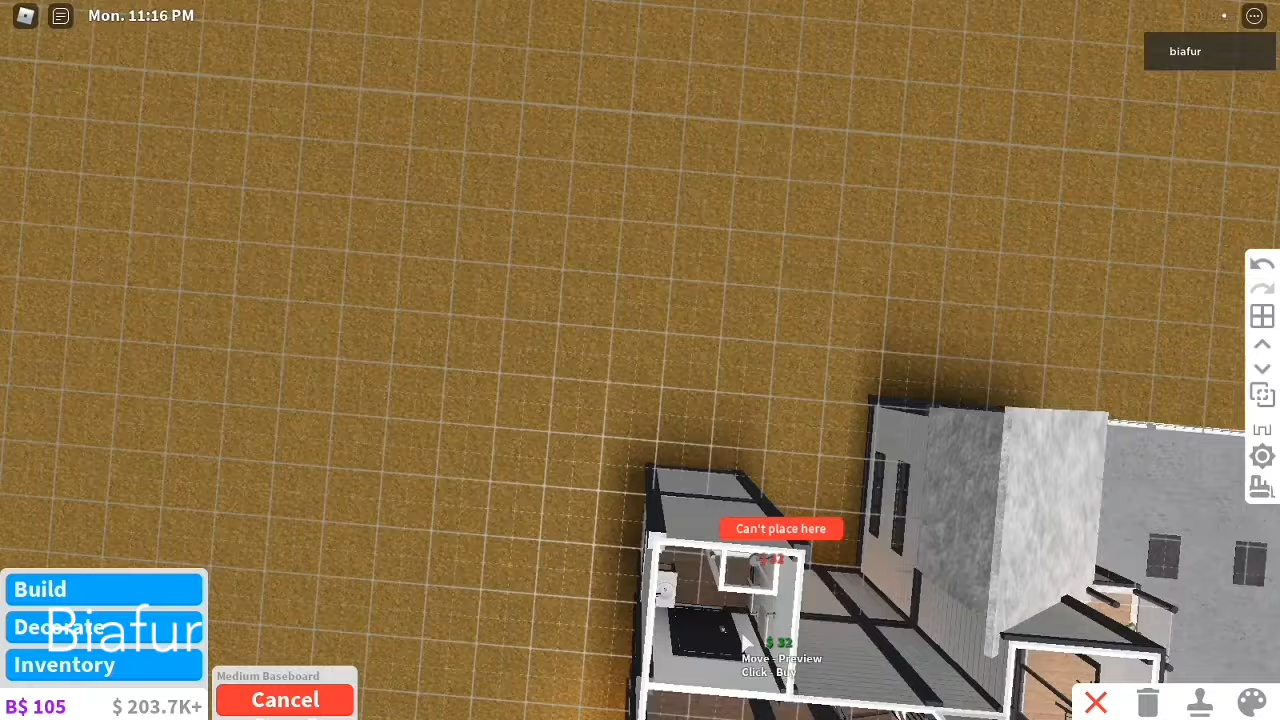 Mon. 11:16 PM
biafur
Can't place here
$ 32
$ 32
Move - Preview
Click - Buy
Build
Decorate
Biafur
Inventory
B$ 105
$ 203.7K+
Medium Baseboard
Cancel